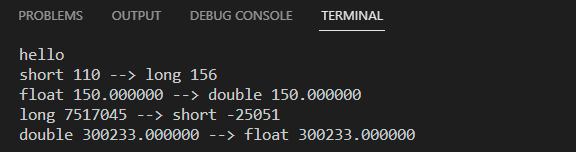 PROBLEMS OUTPUT DEBUG CONSOLE TERMINAL
hello
short 110 --> long 156
float 150.000000 --> double 150.000000
long 7517045 --> short -25051
double 300233.000000 --> float 300233.000000